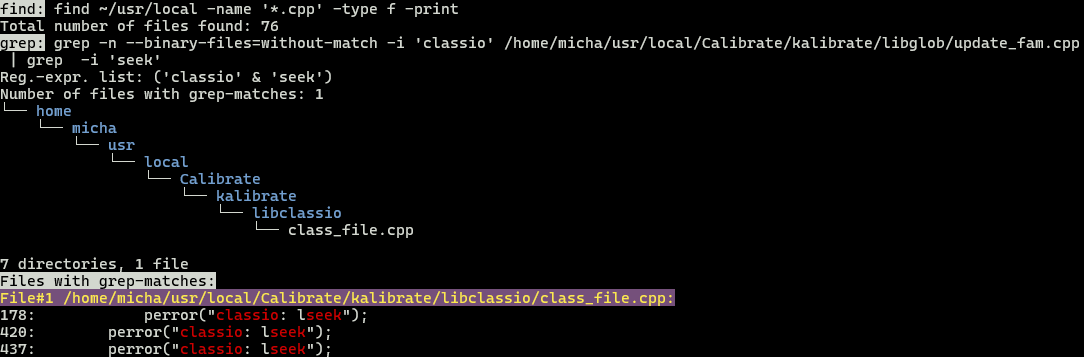 find: find ~/usr/local -name '*.cpp' -type f -print
Total number of files found: 76
grep: grep -n --binary-files=without-match -i 'classio' /home/micha/usr/local/Calibrate/kalibrate/libglob/update_fam.cpp
 | grep  -i 'seek'
Reg.-expr. list: ('classio' & 'seek')
Number of files with grep-matches: 1
└── home
    └── micha
        └── usr
            └── local
                └── Calibrate
                    └── kalibrate
                        └── libclassio
                            └── class_file.cpp

7 directories, 1 file
Files with grep-matches:
File#1 /home/micha/usr/local/Calibrate/kalibrate/libclassio/class_file.cpp:
178:            perror("classio: lseek");
420:        perror("classio: lseek");
437:        perror("classio: lseek");